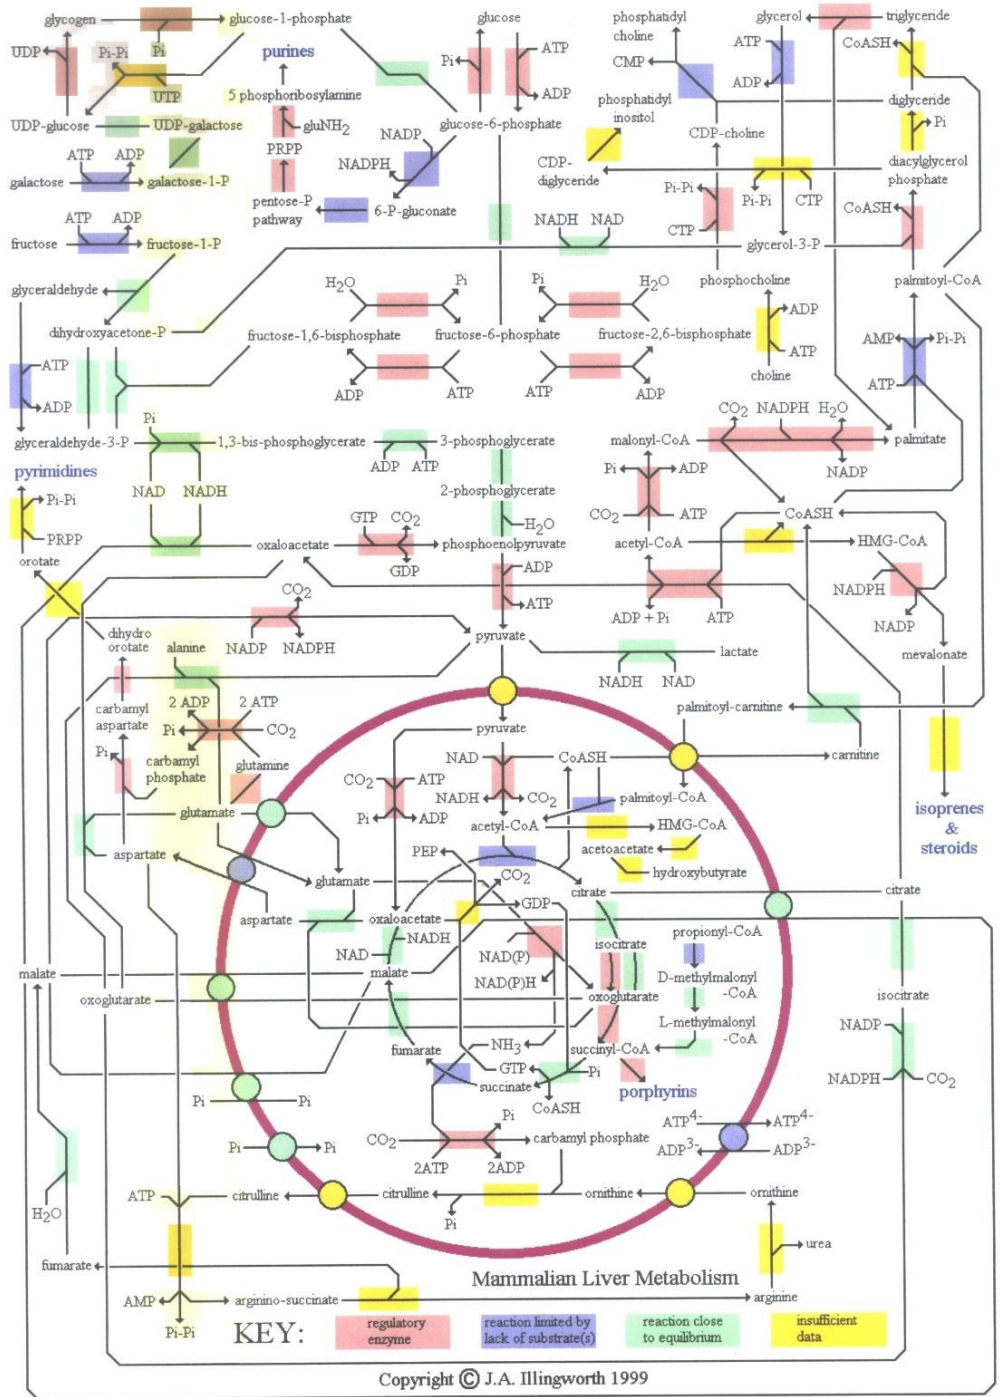 glycogen
glucose-1-phosphate
glucose
phosphatidyl
choline
glycerol
triglyceride
UDP
Pi-Pi
Pi
purines
Pi
ATP
CMP
ATP
CoASH
UTP
5 phosphoribosylamine
ADP
phosphatidyl
inositol
ADP
diglyceride
UDP-glucose
UDP-galactose
gluNH2
glucose-6-phosphate
CDP-choline
Pi
ATP
ADP
PRPP
NADP
NADPH
CDP-
diglyceride
diacylglycerol
phosphate
galactose
galactose-1-P
Pi-Pi
Pi-Pi
CTP
pentose-P
pathway
6-P-gluconate
NADH
NAD
CTP
CoASH
ATP
ADP
fructose
fructose-1-P
glycerol-3-P
glyceraldehyde
H2O
Pi
Pi
H2O
phosphocholine
palmitoyl-CoA
dihydroxyacetone-P
fructose-1,6-bisphosphate
fructose-6-phosphate
fructose-2,6-bisphosphate
ADP
ATP
AMP
Pi-Pi
ATP
ADP
ADP
ATP
ATP
ADP
choline
ATP
Pi
CO2
NADPH
H2O
glyceraldehyde-3-P
1,3-bis-phosphoglycerate
3-phosphoglycerate
malonyl-CoA
palmitate
pyrimidines
ADP
ATP
Pi
ADP
NADP
Pi-Pi
NAD
NADH
2-phosphoglycerate
PRPP
GTP
CO2
H2O
CO2
ATP
CoASH
orotate
oxaloacetate
phosphoenolpyruvate
acetyl-CoA
HMG-CoA
GDP
ADP
NADPH
CO2
ATP
ADP + Pi
ATP
NADP
dihydro
orotate
alanine
NADP
NADPH
pyruvate
lactate
mevalonate
NADH
NAD
2 ADP
2 ATP
carbamyl
aspartate
Pi
CO2
palmitoyl-carnitine
pyruvate
carnitine
Pi
carbamyl
phosphate
glutamine
NAD
CoASH
CO2
ATP
NADH
CO2
palmitoyl-CoA
glutamate
Pi
ADP
acetyl-CoA
HMG-CoA
isoprenes
&
steroids
aspartate
PEP
acetoacetate
CO2
hydroxybutyrate
glutamate
citrate
citrate
GDP
aspartate
oxaloacetate
propionyl-CoA
NADH
NAD
NAD(P)
isocitrate
malate
malate
NAD(P)H
D-methylmalonyl
-CoA
oxoglutarate
oxoglutarate
isocitrate
L-methylmalonyl
-CoA
NADP
fumarate
NH3
succinyl-CoA
GTP
Pi
succinate
porphyrins
NADPH
CO2
CoASH
Pi
Pi
Pi
ATP4-
ATP4-
Pi
Pi
CO2
carbamyl phosphate
ADP3-
ADP3-
2ATP
2ADP
ATP
citrulline
citrulline
ornithine
ornithine
H2O
Pi
urea
fumarate
Mammalian Liver Metabolism
AMP
arginino-succinate
arginine
Pi-Pi
KEY:
regulatory
enzyme
reaction limited by
lack of substrate(s)
reaction close
to equilibrium
insufficient
data
Copyright © J.A. Illingworth 1999